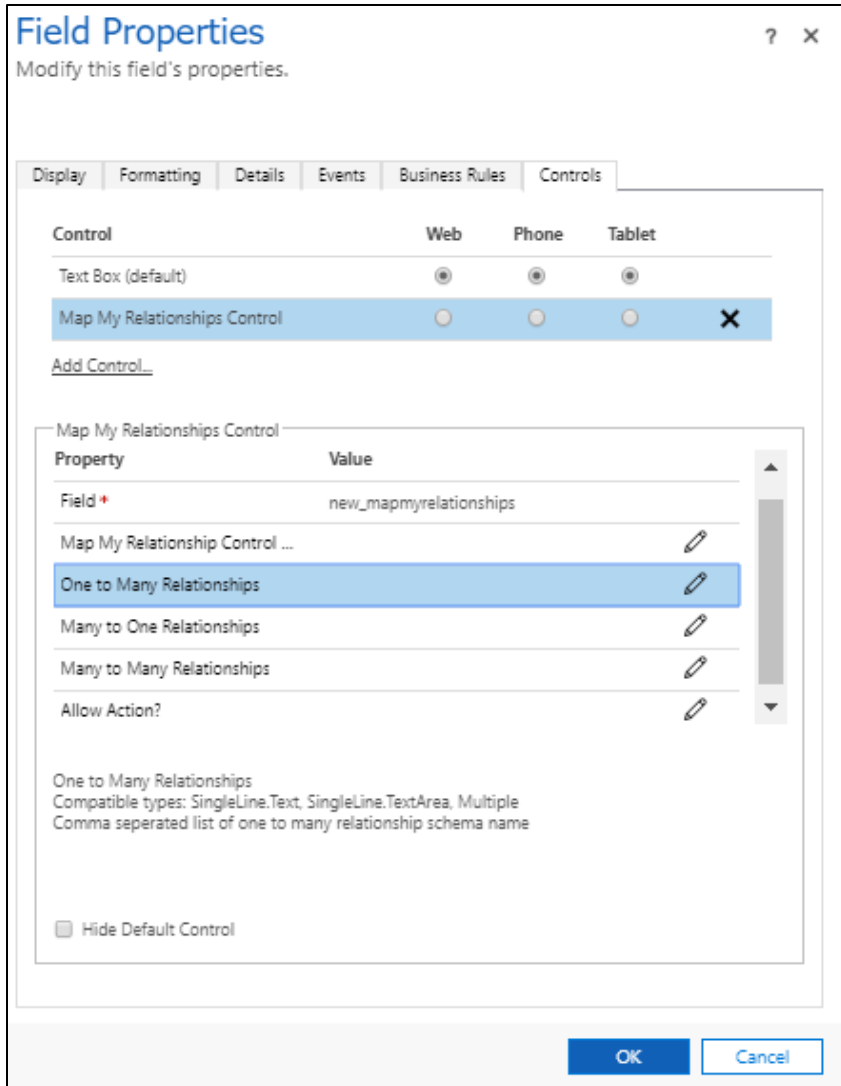 Field Properties
? ✕
Modify this field's properties.
Display Formatting Details Events Business Rules Controls
Control Web Phone Tablet
Text Box (default)
Map My Relationships Control
Add Control...
Map My Relationships Control
Property Value
Field * new_mapmyrelationships
Map My Relationship Control ...
One to Many Relationships
Many to One Relationships
Many to Many Relationships
Allow Action?
One to Many Relationships
Compatible types: SingleLine.Text, SingleLine.TextArea, Multiple
Comma seperated list of one to many relationship schema name
Hide Default Control
OK Cancel